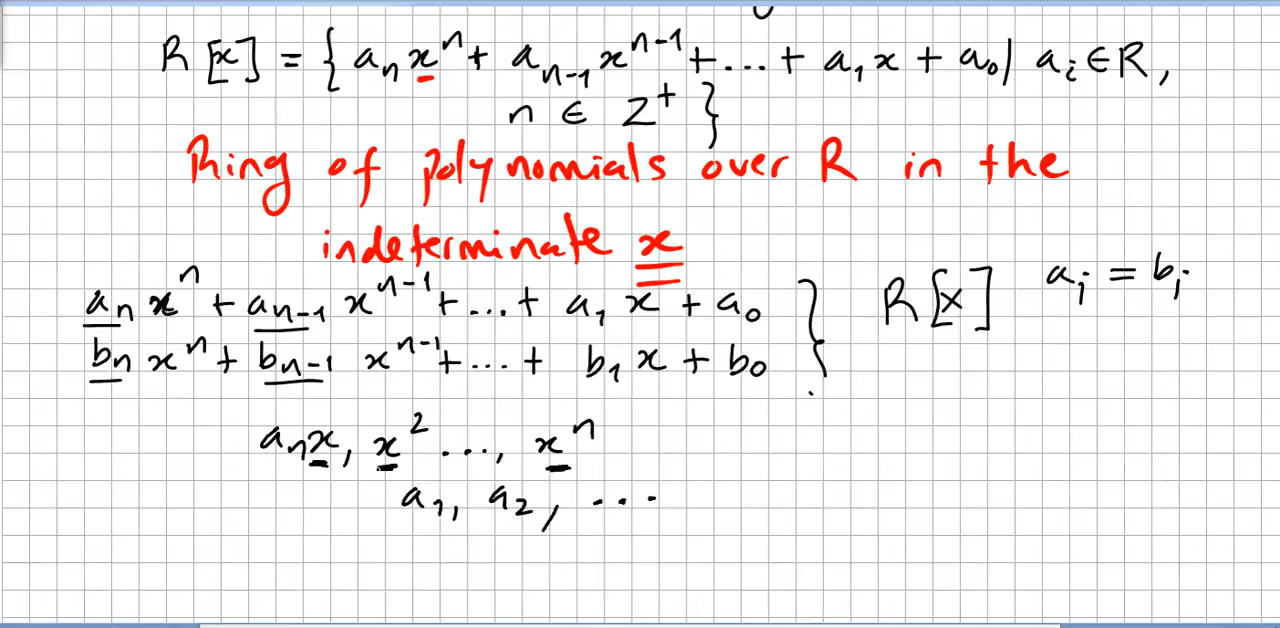 R[x] = { aₙxⁿ + aₙ₋₁xⁿ⁻¹ + ... + a₁x + a₀ | aᵢ ∈ R,
n ∈ Z⁺ }
Ring of polynomials over R in the
indeterminate x
aₙxⁿ + aₙ₋₁xⁿ⁻¹ + ... + a₁x + a₀ } R[x] aᵢ = bᵢ
bₙxⁿ + bₙ₋₁xⁿ⁻¹ + ... + b₁x + b₀
aₙx, x² ..., xⁿ
a₁, a₂, ...